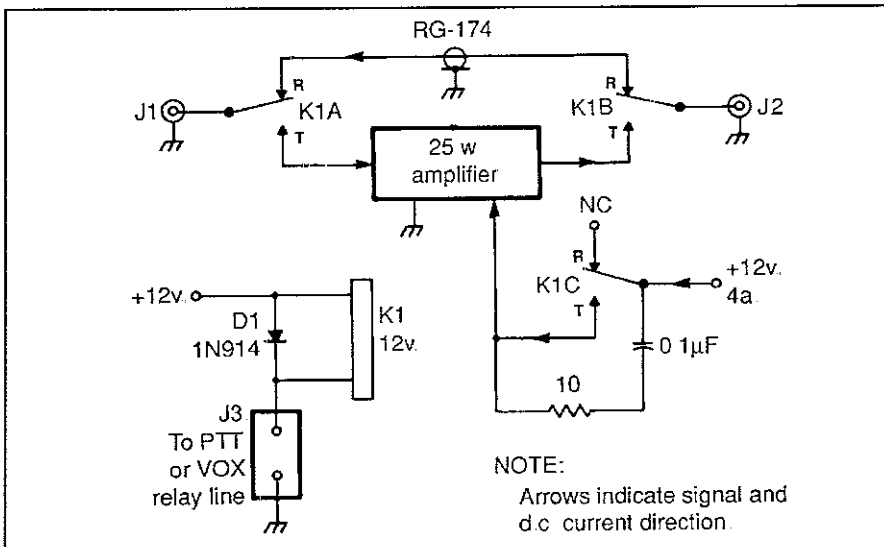 RG-174
R
R
J1
K1A
K1B
J2
T
T
25 w
amplifier
NC
R
+12v.
K1C
+12v.
4a.
D1
K1
T
1N914
12v.
0 1µF
J3
10
To PTT
or VOX
relay line
NOTE:
Arrows indicate signal and
d.c current direction.